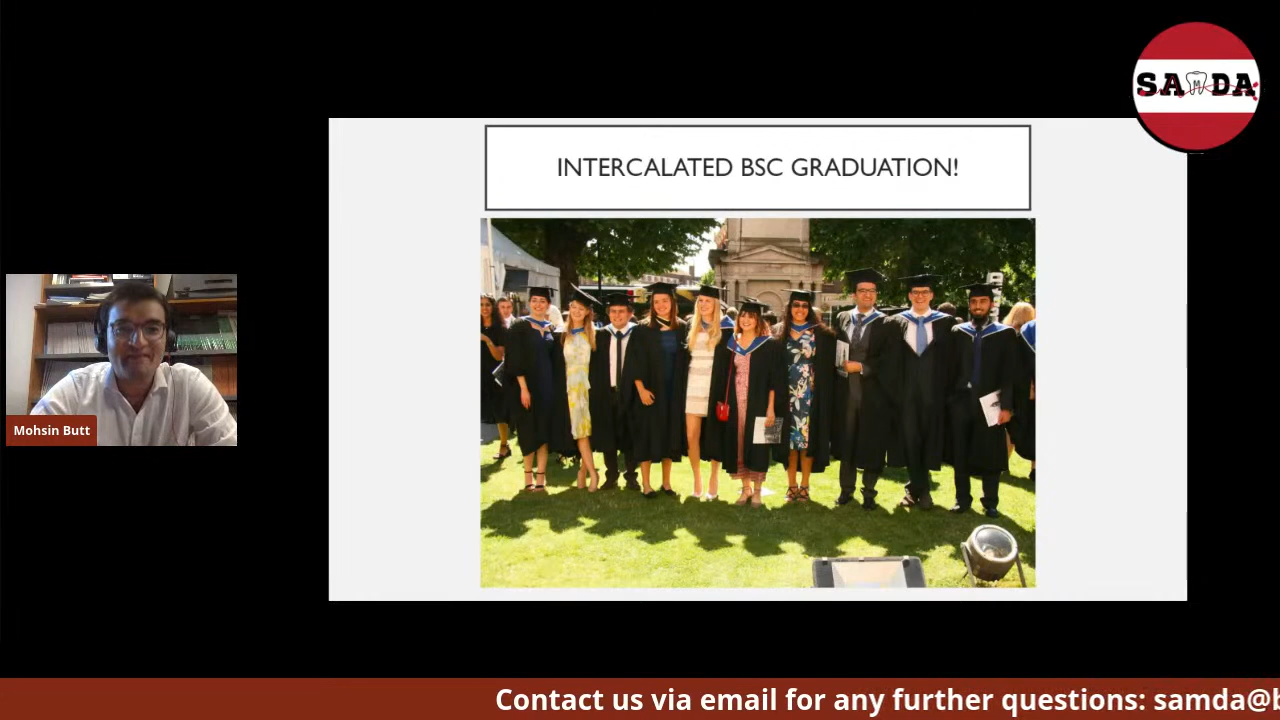 SAMDA
INTERCALATED BSC GRADUATION!
Mohsin Butt
Contact us via email for any further questions: samda@b